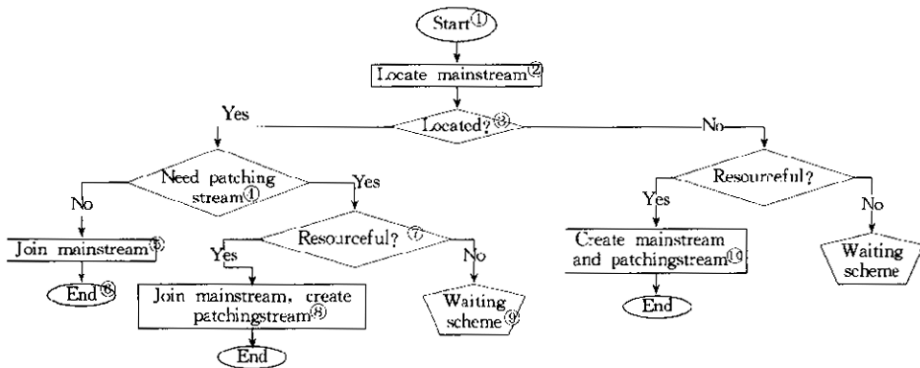 Start①
Locate mainstream②
Yes
Located?③
No
Need patching
stream④
Resourceful?
No
Yes
Yes
No
Join mainstream⑤
Resourceful?⑦
Create mainstream
and patchingstream⑩
Waiting
scheme
Yes
No
End⑥
Join mainstream, create
patchingstream⑧
Waiting
scheme⑨
End
End